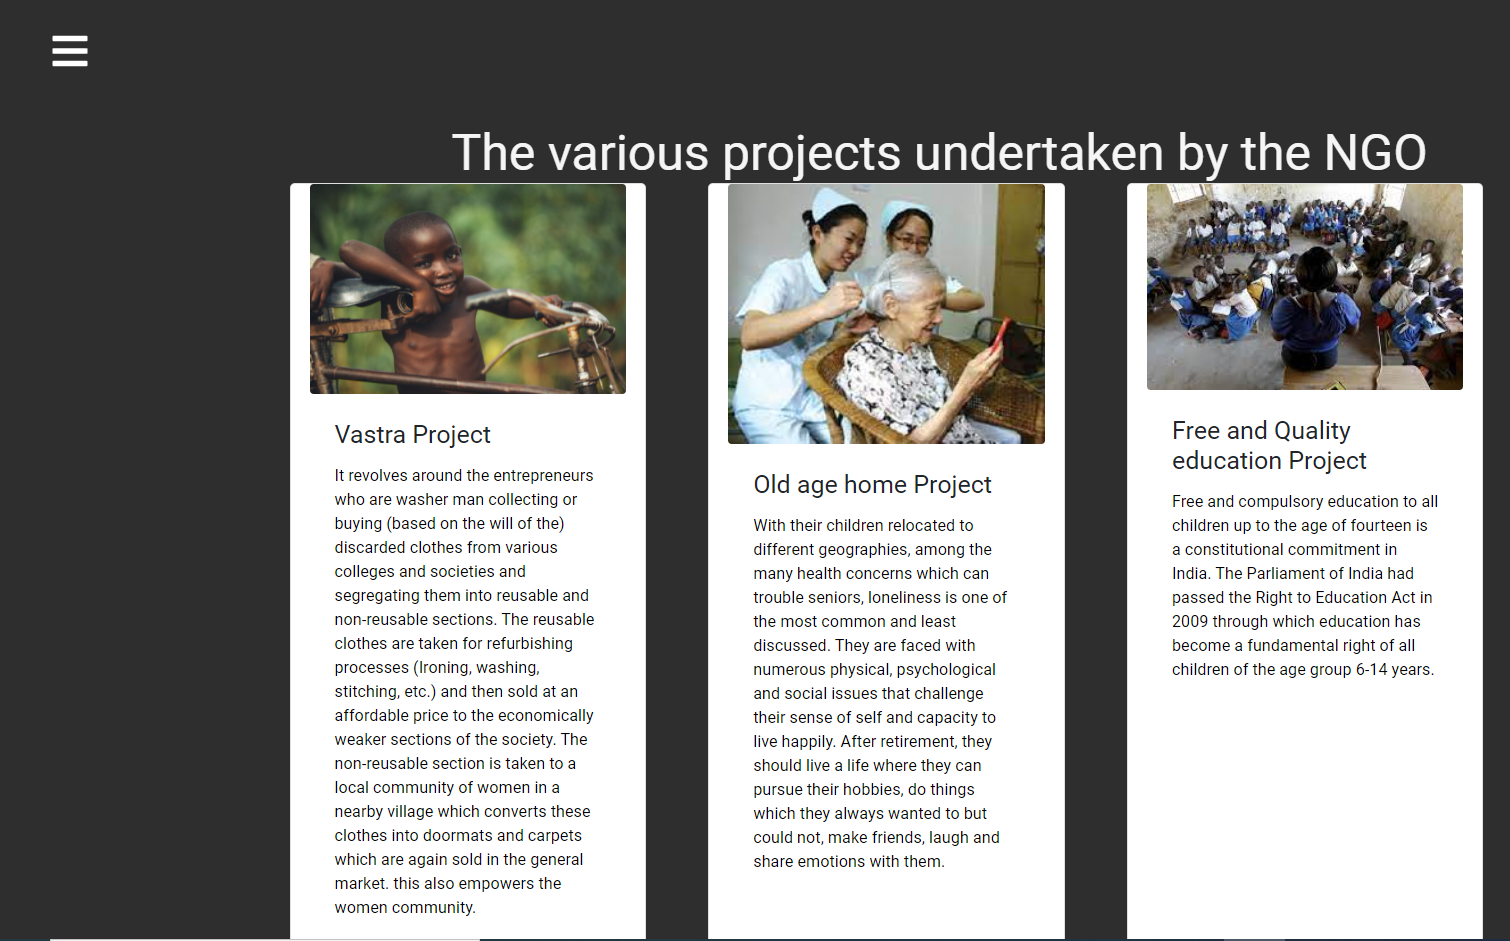 The various projects undertaken by the NGO
Vastra Project
It revolves around the entrepreneurs
who are washer man collecting or
buying (based on the will of the)
discarded clothes from various
colleges and societies and
segregating them into reusable and
non-reusable sections. The reusable
clothes are taken for refurbishing
processes (Ironing, washing,
stitching, etc.) and then sold at an
affordable price to the economically
weaker sections of the society. The
non-reusable section is taken to a
local community of women in a
nearby village which converts these
clothes into doormats and carpets
which are again sold in the general
market. this also empowers the
women community.
Old age home Project
With their children relocated to
different geographies, among the
many health concerns which can
trouble seniors, loneliness is one of
the most common and least
discussed. They are faced with
numerous physical, psychological
and social issues that challenge
their sense of self and capacity to
live happily. After retirement, they
should live a life where they can
pursue their hobbies, do things
which they always wanted to but
could not, make friends, laugh and
share emotions with them.
Free and Quality
education Project
Free and compulsory education to all
children up to the age of fourteen is
a constitutional commitment in
India. The Parliament of India had
passed the Right to Education Act in
2009 through which education has
become a fundamental right of all
children of the age group 6-14 years.